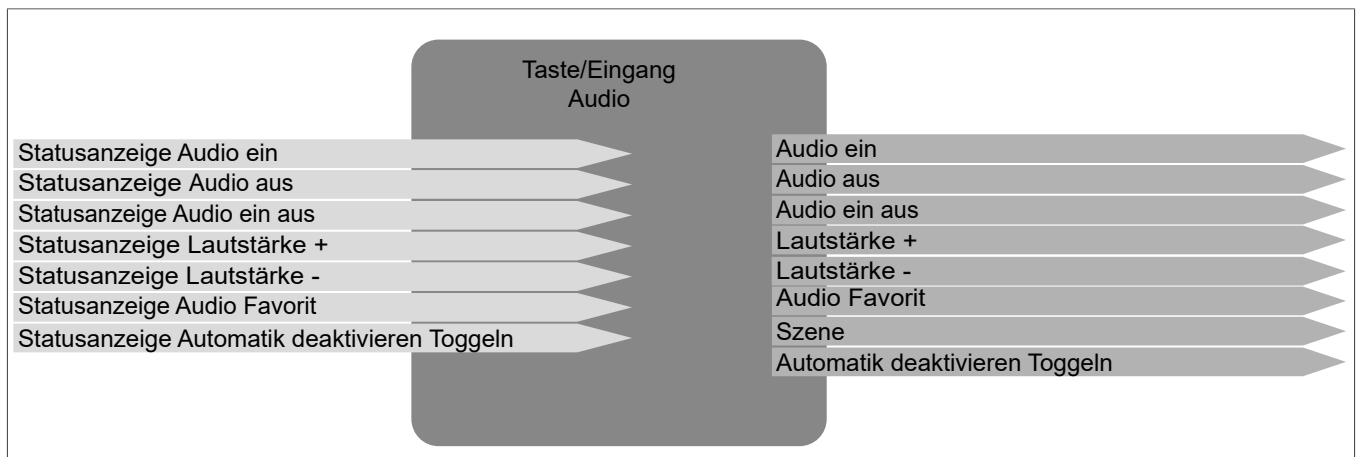 Taste/Eingang
Audio
Statusanzeige Audio ein
Statusanzeige Audio aus
Statusanzeige Audio ein aus
Statusanzeige Lautstärke +
Statusanzeige Lautstärke -
Statusanzeige Audio Favorit
Statusanzeige Automatik deaktivieren Toggeln
Audio ein
Audio aus
Audio ein aus
Lautstärke +
Lautstärke -
Audio Favorit
Szene
Automatik deaktivieren Toggeln